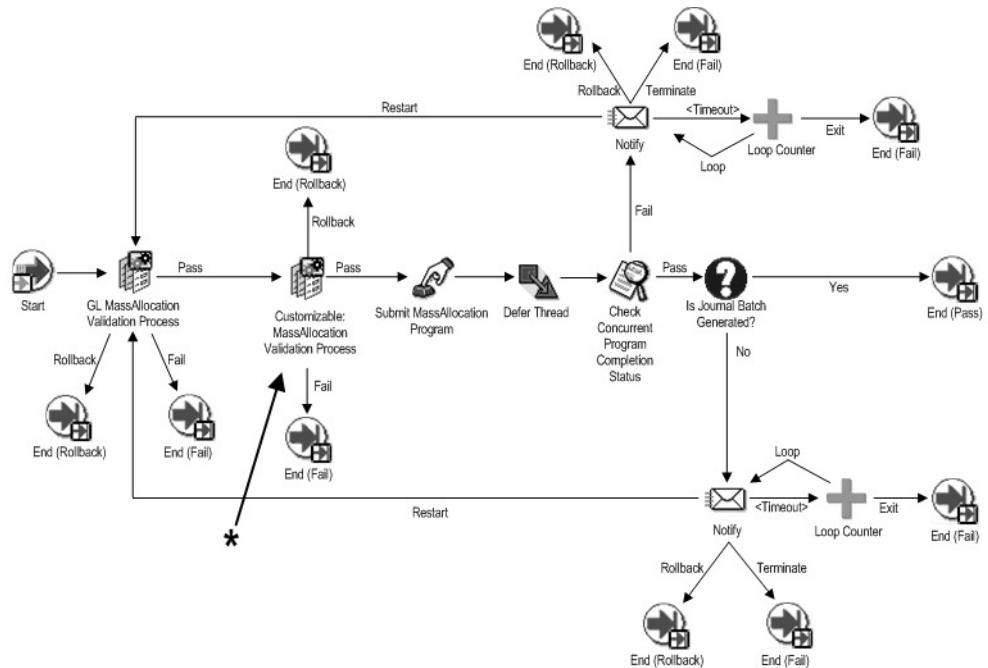 End (Rollback)
End (Fail)
Rollback
Terminate
Restart
<Timeout>
Notify
Loop Counter
Exit
End (Fail)
Loop
End (Rollback)
Rollback
Fail
Start
Pass
GL MassAllocation
Validation Process
Pass
Customizable:
MassAllocation
Validation Process
Submit MassAllocation
Program
Defer Thread
Check
Concurrent
Program
Completion
Status
Pass
?
Is Journal Batch
Generated?
Yes
End (Pass)
No
Rollback
Fail
End (Rollback)
End (Fail)
Fail
End (Fail)
*
Restart
Loop
Notify
<Timeout>
Loop Counter
Exit
End (Fail)
Rollback
Terminate
End (Rollback)
End (Fail)